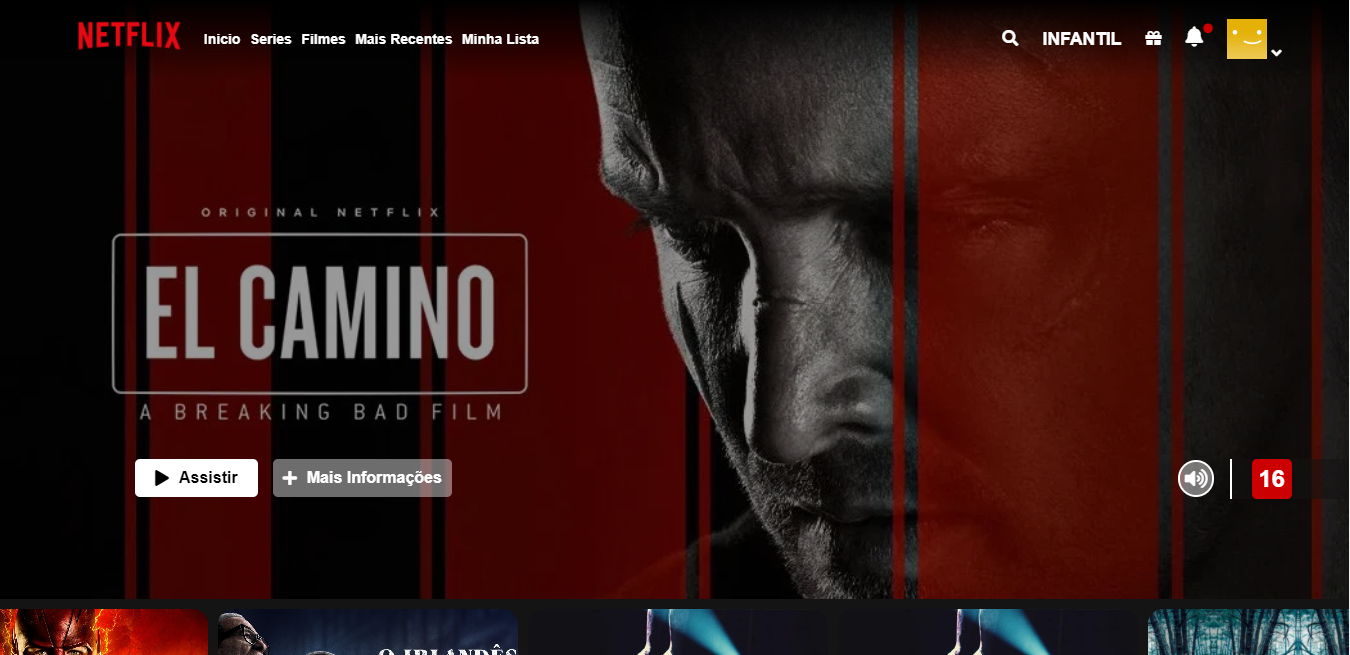 NETFLIX Inicio Series Filmes Mais Recentes Minha Lista INFANTIL
ORIGINAL NETFLIX
EL CAMINO
A BREAKING BAD FILM
Assistir + Mais Informações 16
O IRLANDÊS